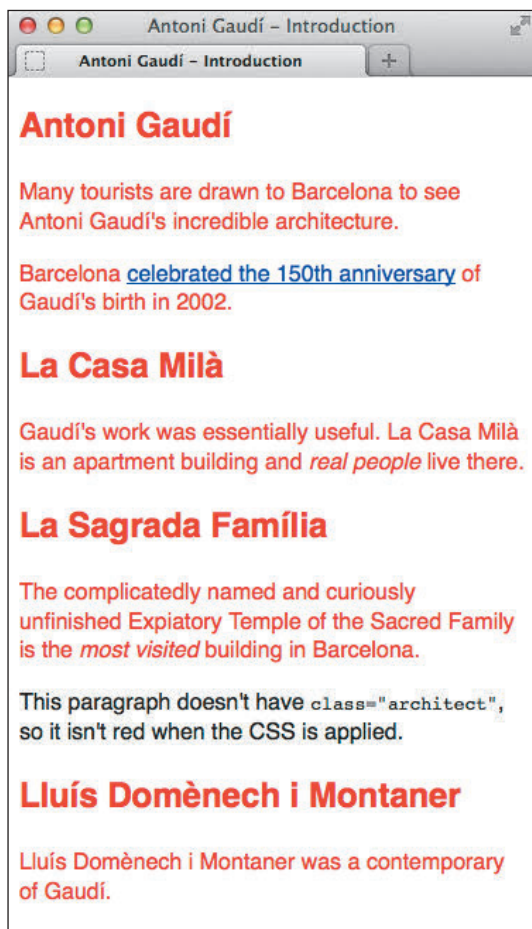 Antoni Gaudí – Introduction
Antoni Gaudí – Introduction
Antoni Gaudí
Many tourists are drawn to Barcelona to see
Antoni Gaudí's incredible architecture.
Barcelona celebrated the 150th anniversary of
Gaudí's birth in 2002.
La Casa Milà
Gaudí's work was essentially useful. La Casa Milà
is an apartment building and real people live there.
La Sagrada Família
The complicatedly named and curiously
unfinished Expiatory Temple of the Sacred Family
is the most visited building in Barcelona.
This paragraph doesn't have class="architect",
so it isn't red when the CSS is applied.
Lluís Domènech i Montaner
Lluís Domènech i Montaner was a contemporary
of Gaudí.